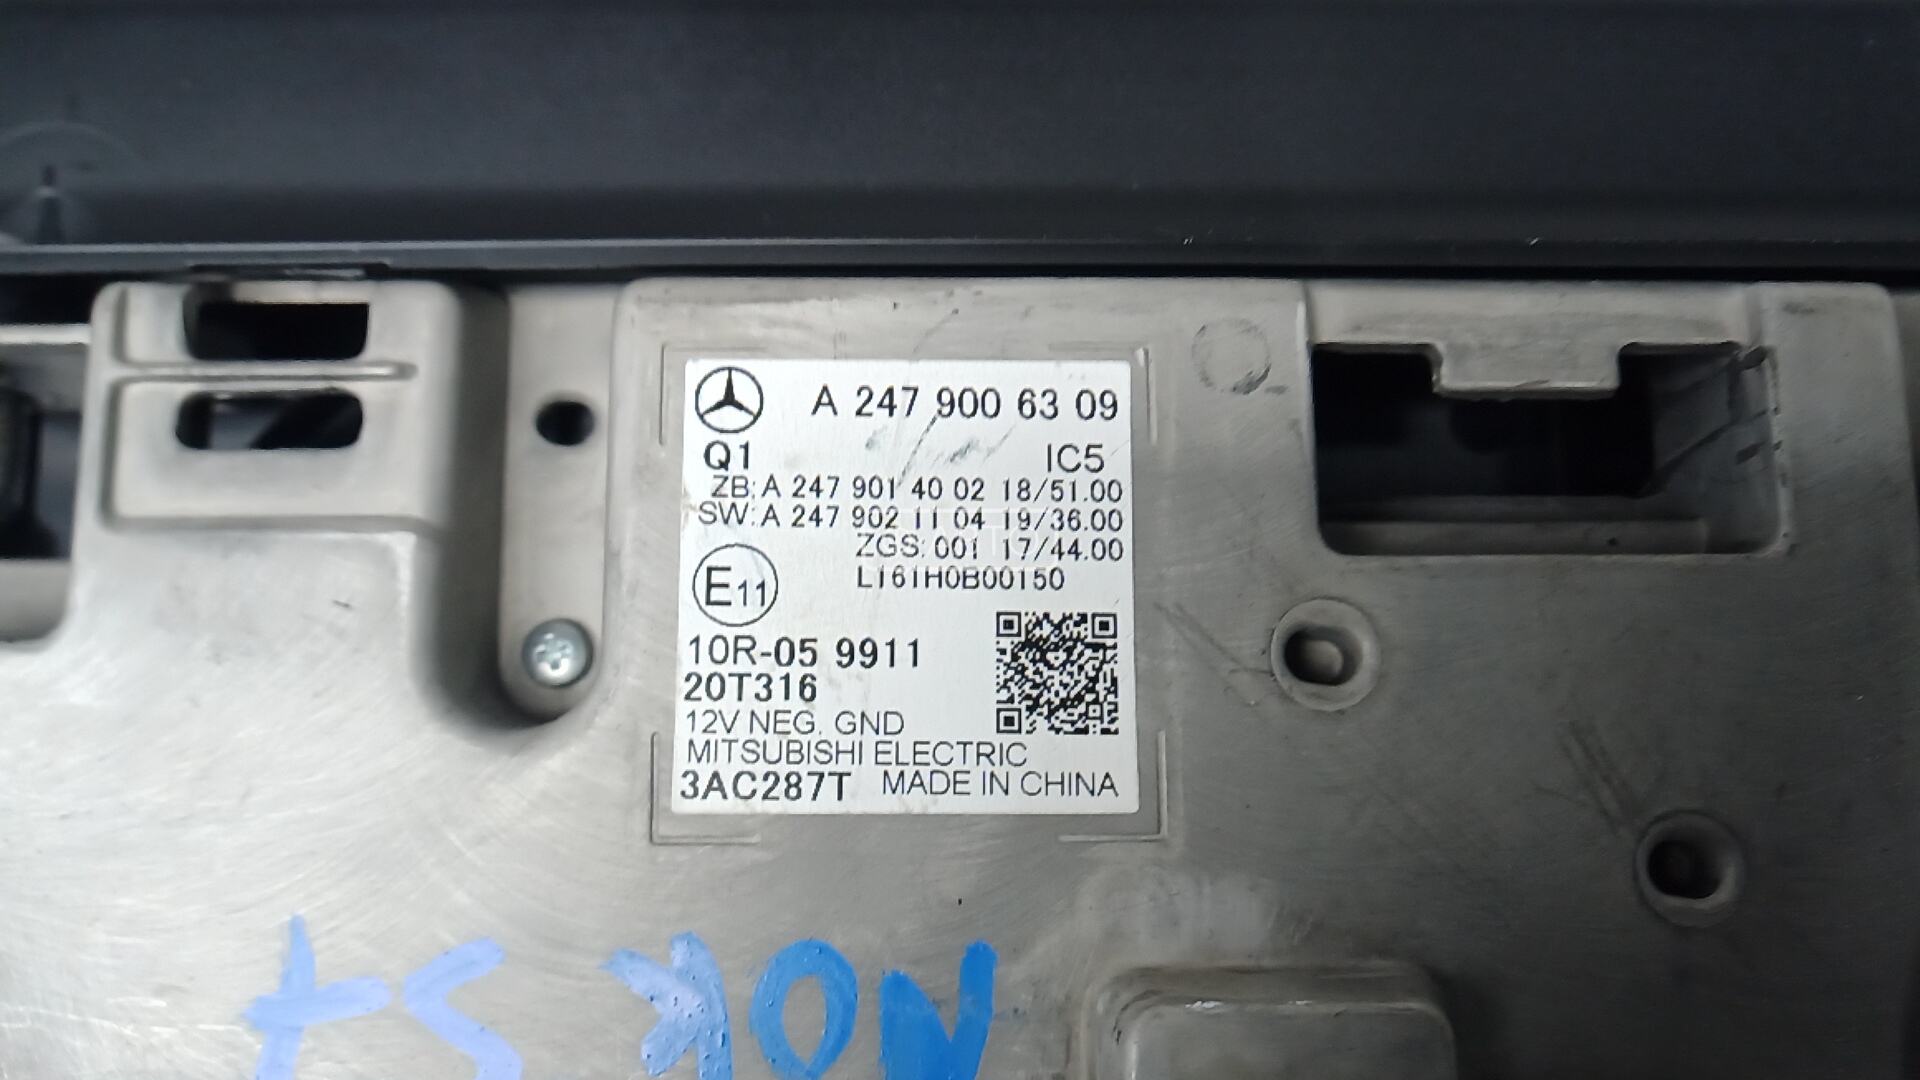 A 247 900 63 09
Q1 IC5
ZB: A 247 901 40 02 18/51.00
SW: A 247 902 11 04 19/36.00
ZGS: 001 17/44.00
L161H0B00150
E11
10R-05 9911
20T316
12V NEG. GND
MITSUBISHI ELECTRIC
3AC287T MADE IN CHINA